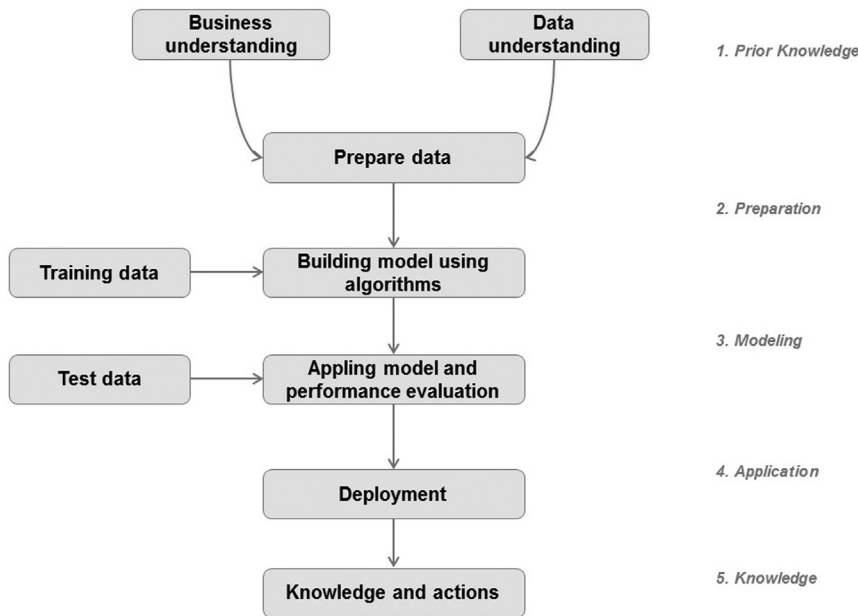 Business
understanding
Data
understanding
1. Prior Knowledge
Prepare data
2. Preparation
Training data
Building model using
algorithms
3. Modeling
Test data
Appling model and
performance evaluation
4. Application
Deployment
5. Knowledge
Knowledge and actions